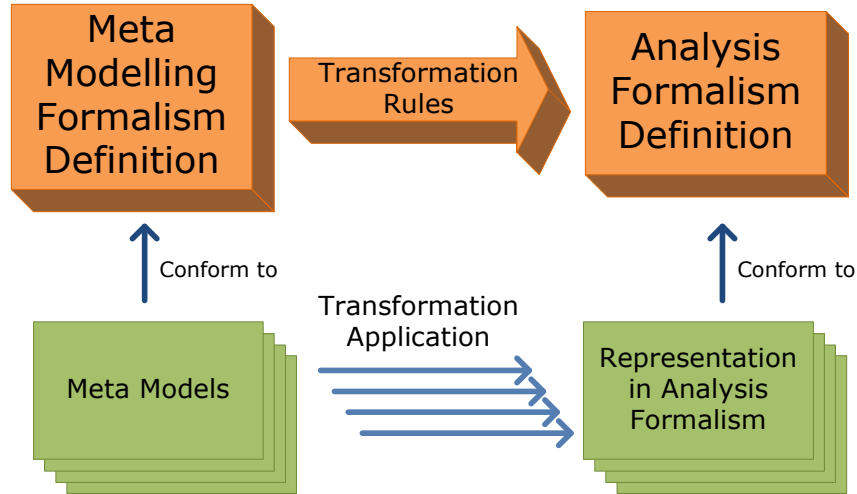 Meta
Modelling
Formalism
Definition
Transformation
Rules
Analysis
Formalism
Definition
Conform to
Conform to
Transformation
Application
Meta Models
Representation
in Analysis
Formalism